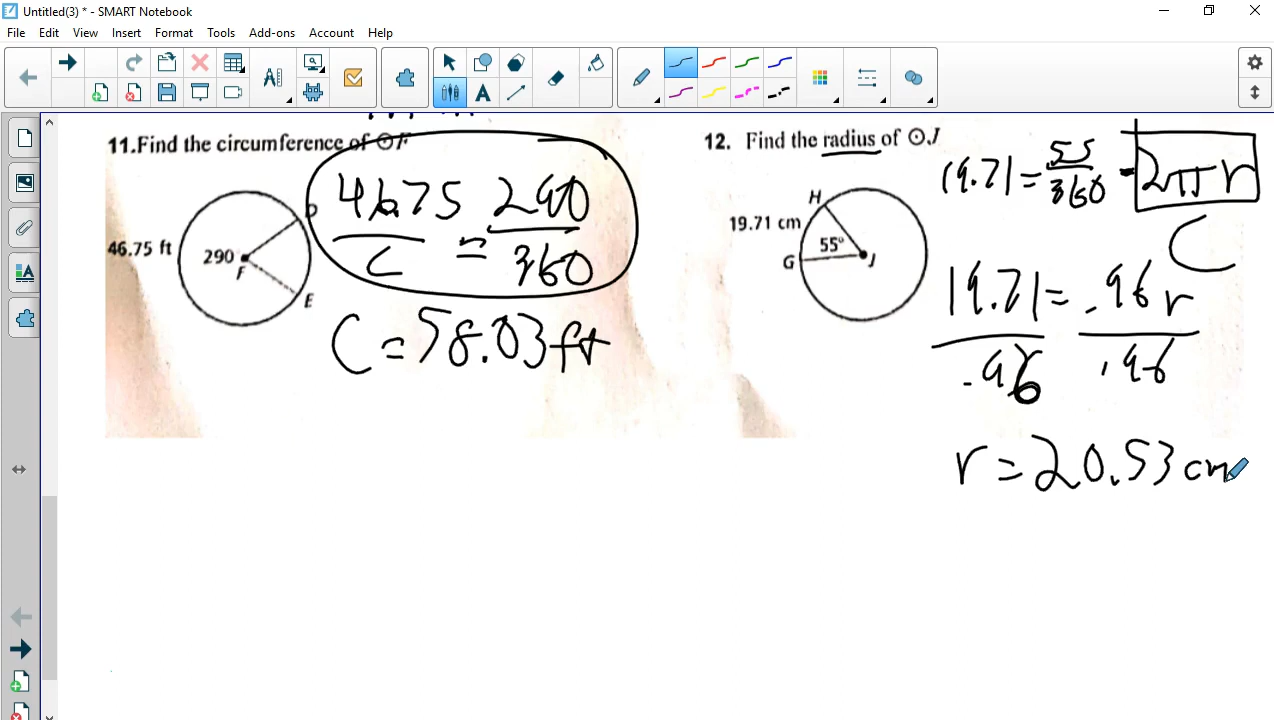 Untitled(3) * - SMART Notebook
File Edit View Insert Format Tools Add-ons Account Help
11.Find the circumference of ⊙F
46.75 ft
290
F
D
E
46.75 / C = 290 / 360
C = 58.03 ft
12. Find the radius of ⊙J
H
19.71 cm
55°
G
J
19.71 = 55/360 - 2πr
C
19.71 = .96 r
.96 .96
r = 20.53 cm